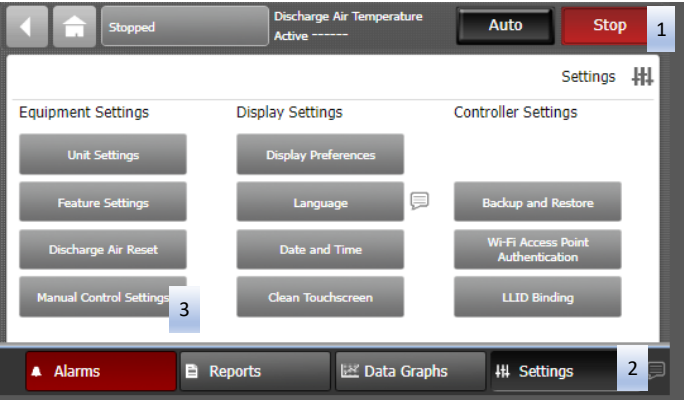 Stopped
Discharge Air Temperature
Active ------
Auto
Stop
1
Settings
Equipment Settings
Display Settings
Controller Settings
Unit Settings
Display Preferences
Feature Settings
Language
Backup and Restore
Discharge Air Reset
Date and Time
Wi-Fi Access Point
Authentication
Manual Control Settings
3
Clean Touchscreen
LLID Binding
Alarms
Reports
Data Graphs
Settings
2